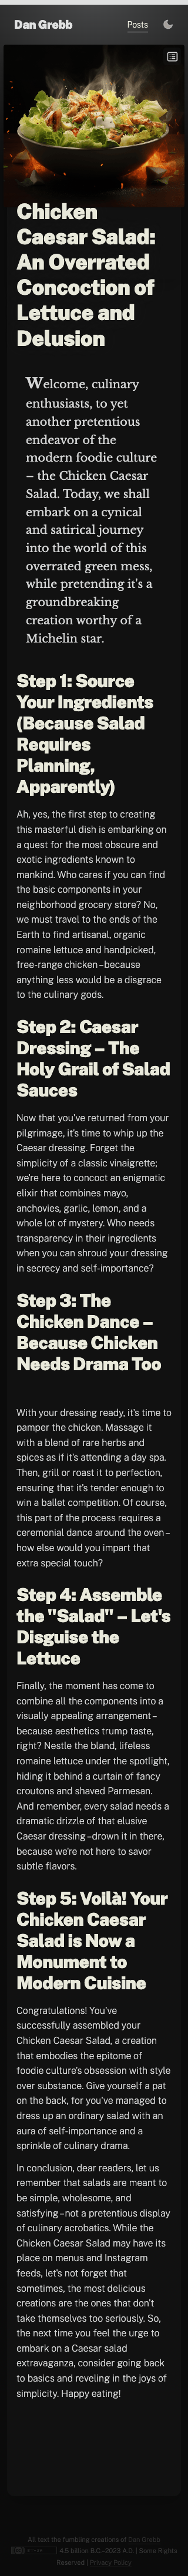 Dan Grebb
Posts
Chicken
Caesar Salad:
An Overrated
Concoction of
Lettuce and
Delusion
Welcome, culinary
enthusiasts, to yet
another pretentious
endeavor of the
modern foodie culture
– the Chicken Caesar
Salad. Today, we shall
embark on a cynical
and satirical journey
into the world of this
overrated green mess,
while pretending it's a
groundbreaking
creation worthy of a
Michelin star.
Step 1: Source
Your Ingredients
(Because Salad
Requires
Planning,
Apparently)
Ah, yes, the first step to creating
this masterful dish is embarking on
a quest for the most obscure and
exotic ingredients known to
mankind. Who cares if you can find
the basic components in your
neighborhood grocery store? No,
we must travel to the ends of the
Earth to find artisanal, organic
romaine lettuce and handpicked,
free-range chicken – because
anything less would be a disgrace
to the culinary gods.
Step 2: Caesar
Dressing – The
Holy Grail of Salad
Sauces
Now that you've returned from your
pilgrimage, it's time to whip up the
Caesar dressing. Forget the
simplicity of a classic vinaigrette;
we're here to concoct an enigmatic
elixir that combines mayo,
anchovies, garlic, lemon, and a
whole lot of mystery. Who needs
transparency in their ingredients
when you can shroud your dressing
in secrecy and self-importance?
Step 3: The
Chicken Dance –
Because Chicken
Needs Drama Too
With your dressing ready, it's time to
pamper the chicken. Massage it
with a blend of rare herbs and
spices as if it's attending a day spa.
Then, grill or roast it to perfection,
ensuring that it's tender enough to
win a ballet competition. Of course,
this part of the process requires a
ceremonial dance around the oven –
how else would you impart that
extra special touch?
Step 4: Assemble
the "Salad" – Let's
Disguise the
Lettuce
Finally, the moment has come to
combine all the components into a
visually appealing arrangement –
because aesthetics trump taste,
right? Nestle the bland, lifeless
romaine lettuce under the spotlight,
hiding it behind a curtain of fancy
croutons and shaved Parmesan.
And remember, every salad needs a
dramatic drizzle of that elusive
Caesar dressing – drown it in there,
because we're not here to savor
subtle flavors.
Step 5: Voilà! Your
Chicken Caesar
Salad is Now a
Monument to
Modern Cuisine
Congratulations! You've
successfully assembled your
Chicken Caesar Salad, a creation
that embodies the epitome of
foodie culture's obsession with style
over substance. Give yourself a pat
on the back, for you've managed to
dress up an ordinary salad with an
aura of self-importance and a
sprinkle of culinary drama.
In conclusion, dear readers, let us
remember that salads are meant to
be simple, wholesome, and
satisfying – not a pretentious display
of culinary acrobatics. While the
Chicken Caesar Salad may have its
place on menus and Instagram
feeds, let's not forget that
sometimes, the most delicious
creations are the ones that don't
take themselves too seriously. So,
the next time you feel the urge to
embark on a Caesar salad
extravaganza, consider going back
to basics and reveling in the joys of
simplicity. Happy eating!
All text the fumbling creations of Dan Grebb
4.5 billion B.C.–2023 A.D. | Some Rights
Reserved | Privacy Policy